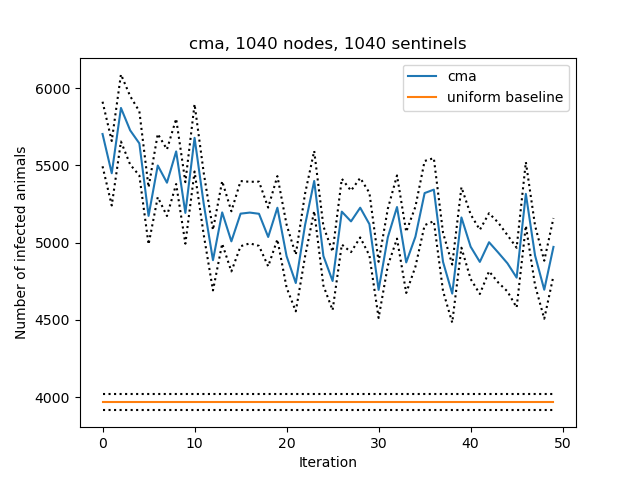 cma, 1040 nodes, 1040 sentinels
cma
uniform baseline
Number of infected animals
6000
5500
5000
4500
4000
0 10 20 30 40 50
Iteration